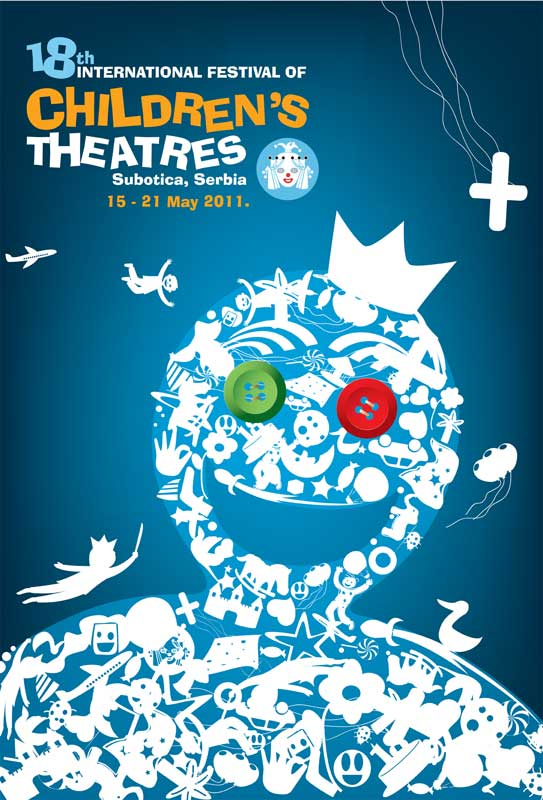 18th
INTERNATIONAL FESTIVAL OF
CHILDREN'S
THEATRES
Subotica, Serbia
15 - 21 May 2011.